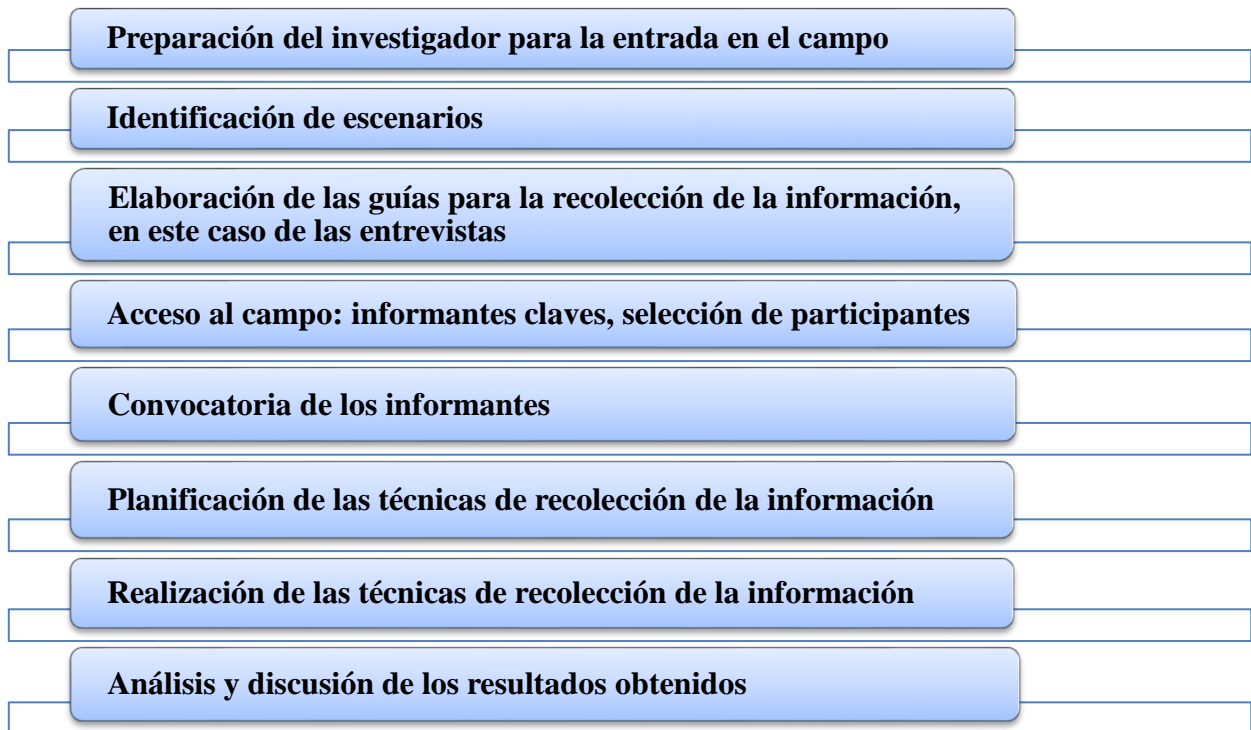 Preparación del investigador para la entrada en el campo
Identificación de escenarios
Elaboración de las guías para la recolección de la información,
en este caso de las entrevistas
Acceso al campo: informantes claves, selección de participantes
Convocatoria de los informantes
Planificación de las técnicas de recolección de la información
Realización de las técnicas de recolección de la información
Análisis y discusión de los resultados obtenidos